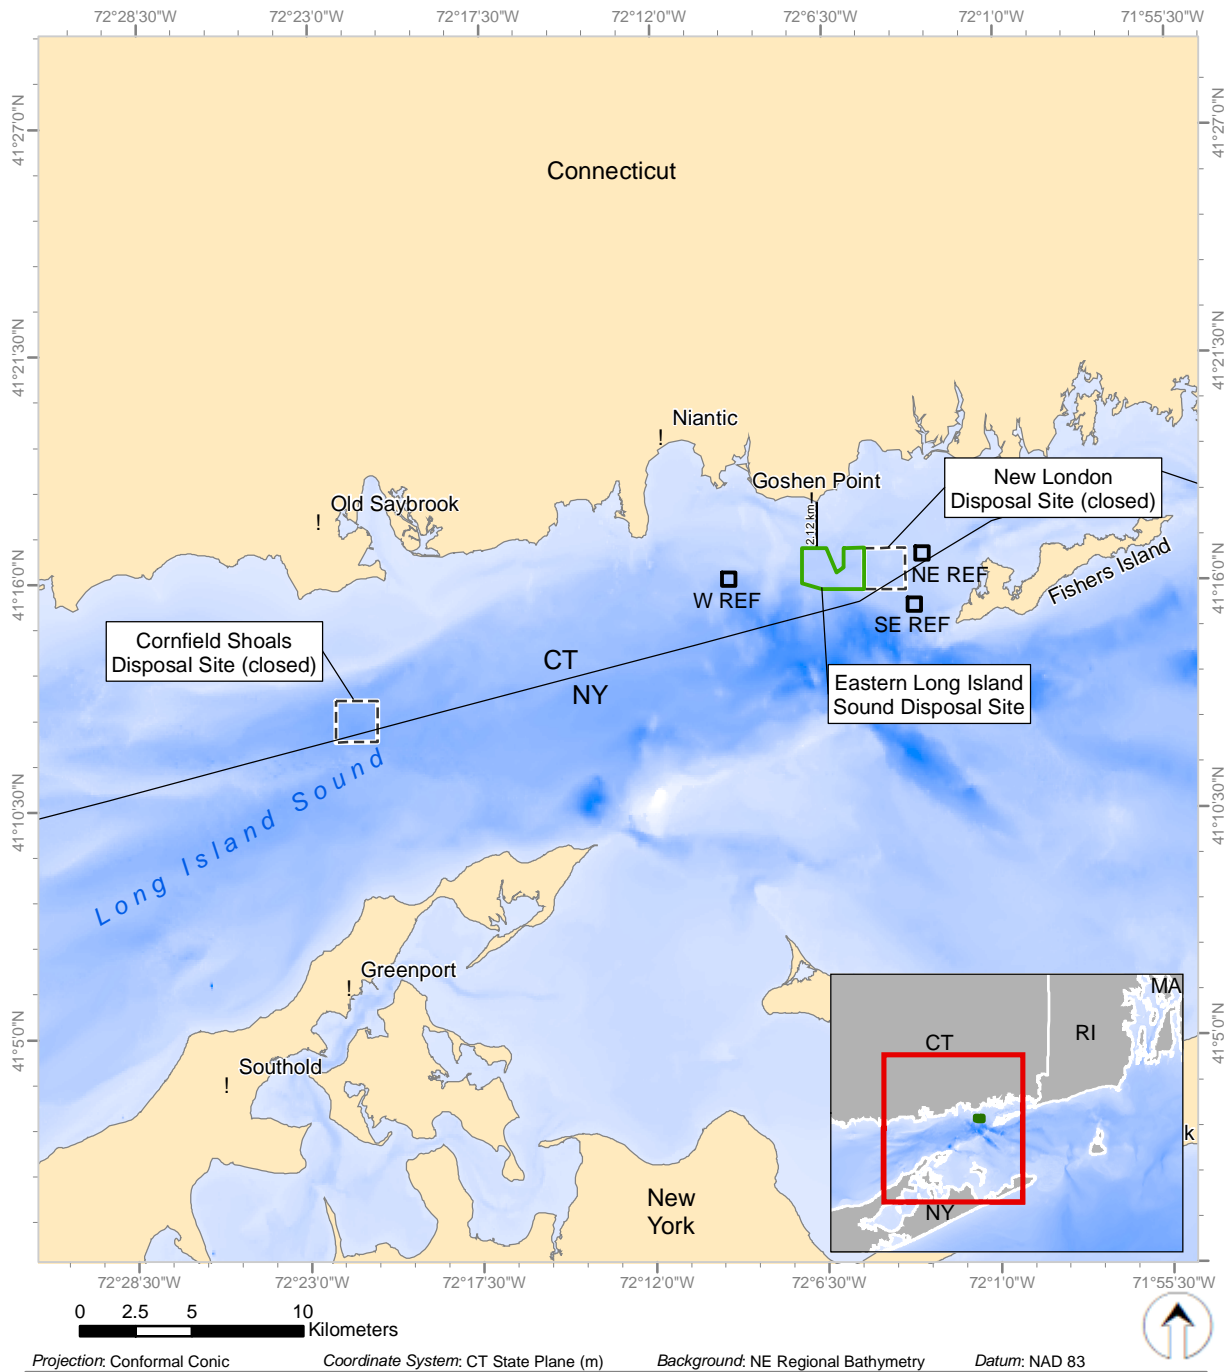 72°28'30"W 72°23'0"W 72°17'30"W 72°12'0"W 72°6'30"W 72°1'0"W 71°55'30"W
41°27'0"N
41°27'0"N
Connecticut
41°21'30"N
41°21'30"N
Niantic
!
Goshen Point
!
New London
Disposal Site (closed)
Old Saybrook
!
2.12 km
41°16'0"N
41°16'0"N
NE REF
W REF
Fishers Island
SE REF
Cornfield Shoals
Disposal Site (closed)
CT
NY
Eastern Long Island
Sound Disposal Site
Long Island Sound
41°10'30"N
41°10'30"N
Greenport
!
Southold
!
41°5'0"N
41°5'0"N
MA
RI
CT
NY
k
New
York
72°28'30"W 72°23'0"W 72°17'30"W 72°12'0"W 72°6'30"W 72°1'0"W 71°55'30"W
0 2.5 5 10
Kilometers
Projection: Conformal Conic Coordinate System: CT State Plane (m) Background: NE Regional Bathymetry Datum: NAD 83